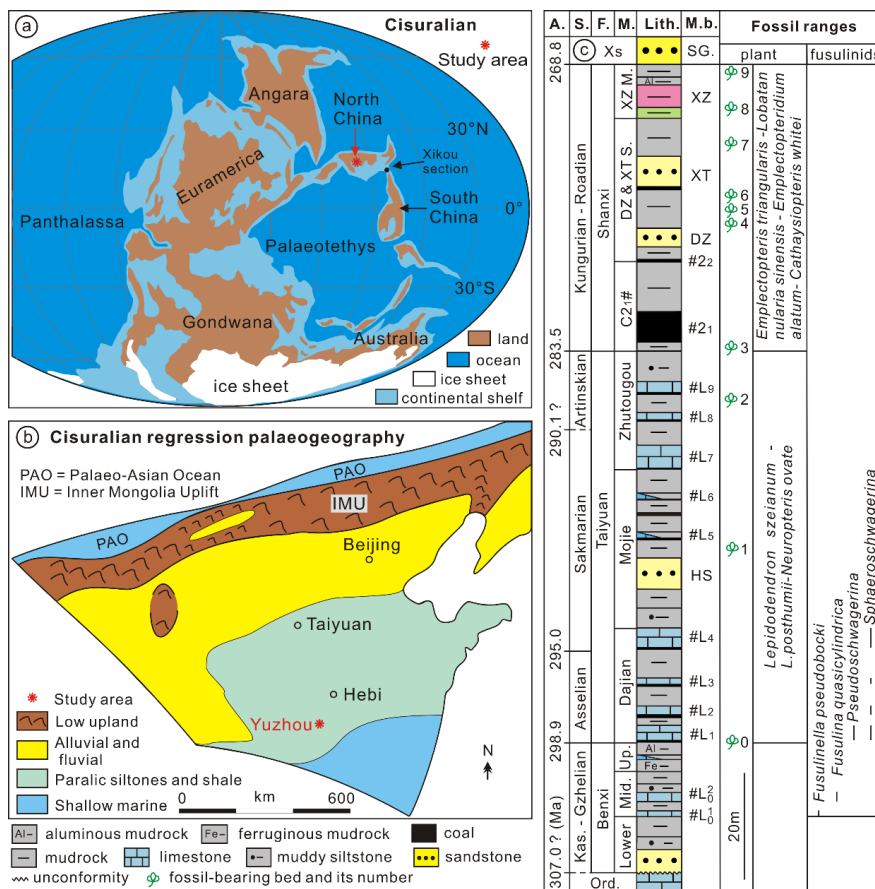 a
Cisuralian
Study area
Angara
North China
30°N
Xikou section
Euramerica
South China
0°
Panthalassa
Palaeotethys
30°S
Gondwana
Australia
land
ocean
ice sheet
continental shelf
ice sheet
b Cisuralian regression palaeogeography
PAO = Palaeo-Asian Ocean
IMU = Inner Mongolia Uplift
PAO
IMU
PAO
Beijing
Taiyuan
Hebi
Yuzhou
Study area
Low upland
Alluvial and fluvial
Paralic siltones and shale
Shallow marine
N
0 km 600
Al aluminous mudrock
Fe ferruginous mudrock
coal
mudrock
limestone
muddy siltstone
sandstone
unconformity
fossil-bearing bed and its number
A. S. F. M. Lith. M.b. Fossil ranges
c Xs SG. plant fusulinids
268.8
283.5
290.1 ?
295.0
298.9
307.0 ? (Ma)
Kungurian - Roadian
Artinskian
Sakmarian
Asselian
Kas. - Gzhelian
Shanxi
Taiyuan
Benxi
Ord.
XZ M.
DZ & XT S.
C21#
Zhutougou
Mojie
Dajian
Up.
Mid.
Lower
Al
Al
Fe
XZ
XT
DZ
#22
#21
#L9
#L8
#L7
#L6
#L5
HS
#L4
#L3
#L2
#L1
#L20
#L10
9
8
7
6
5
4
3
2
1
0
20m
Emplectopteris triangularis -Lobatan
nularia sinensis - Emplectopteridium
alatum- Cathaysiopteris whitei
Lepidodendron szeianum -
L.posthumii-Neuropteris ovate
Fusulinella pseudobocki
Fusulina quasicylindrica
Pseudoschwagerina
Sphaeroschwagerina